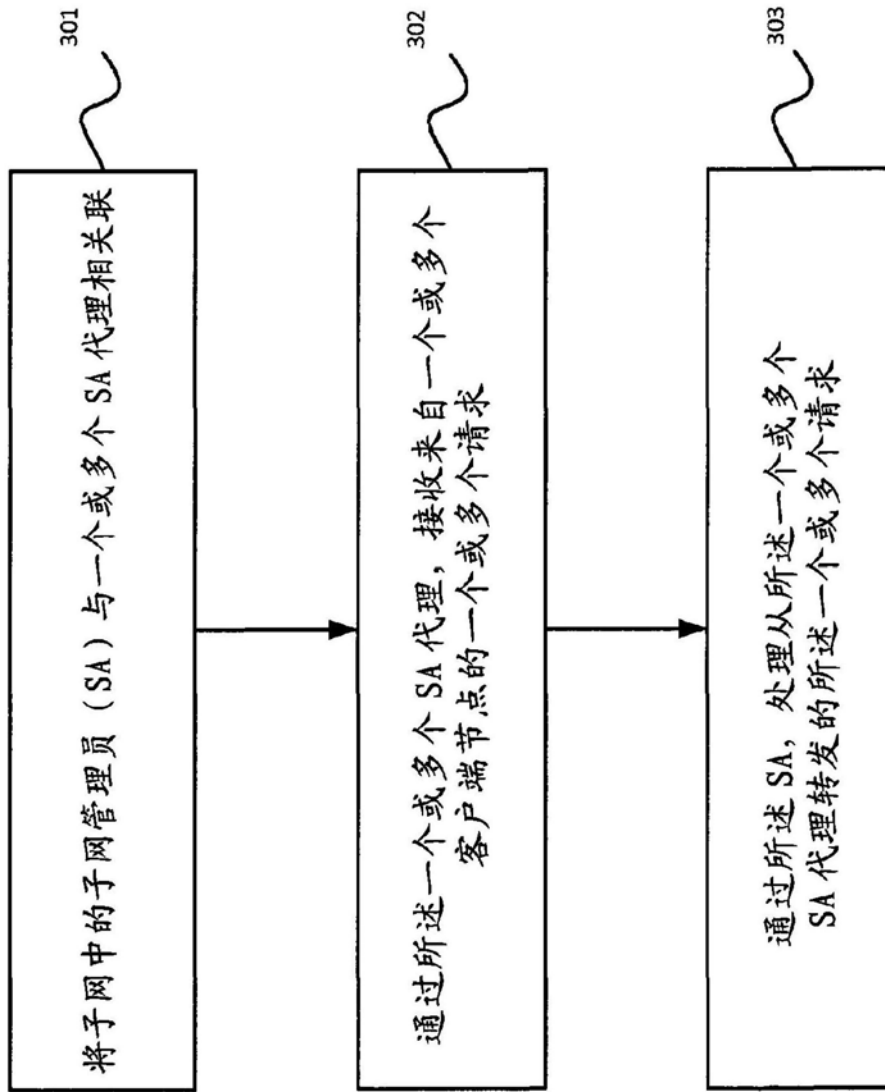 将子网中的子网管理员（SA）与一个或多个 SA 代理相关联
301
通过所述一个或多个 SA 代理，接收来自一个或多个
客户端节点的一个或多个请求
302
通过所述 SA，处理从所述一个或多个
SA 代理转发的所述一个或多个请求
303